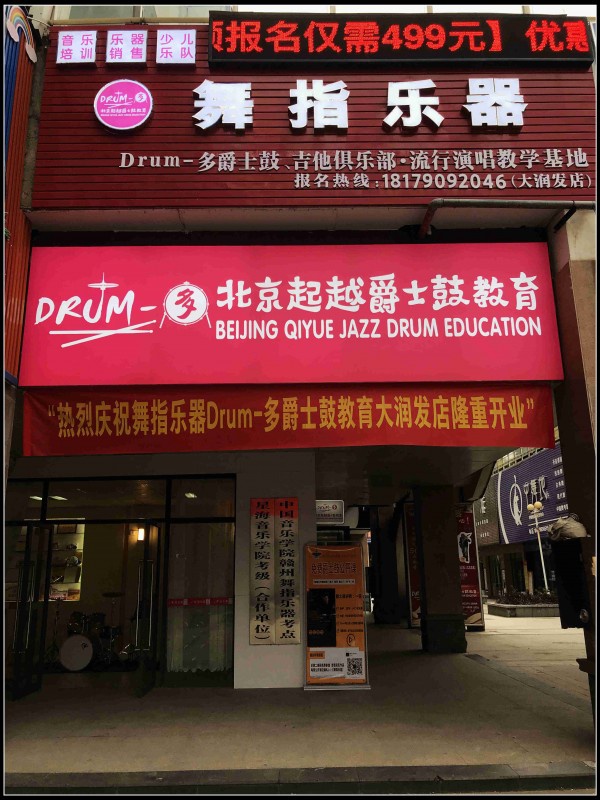 须报名仅需499元】优惠
音乐 乐器 少儿
培训 销售 乐队
DRUM-多
舞指乐器
Drum-多爵士鼓、吉他俱乐部·流行演唱教学基地
报名热线:18179092046(大润发店)
DRUM-多
北京起越爵士鼓教育
BEIJING QIYUE JAZZ DRUM EDUCATION
“热烈庆祝舞指乐器Drum-多爵士鼓教育大润发店隆重开业”
中国音乐学院赣州舞指乐器考点
星海音乐学院考级(合作单位)